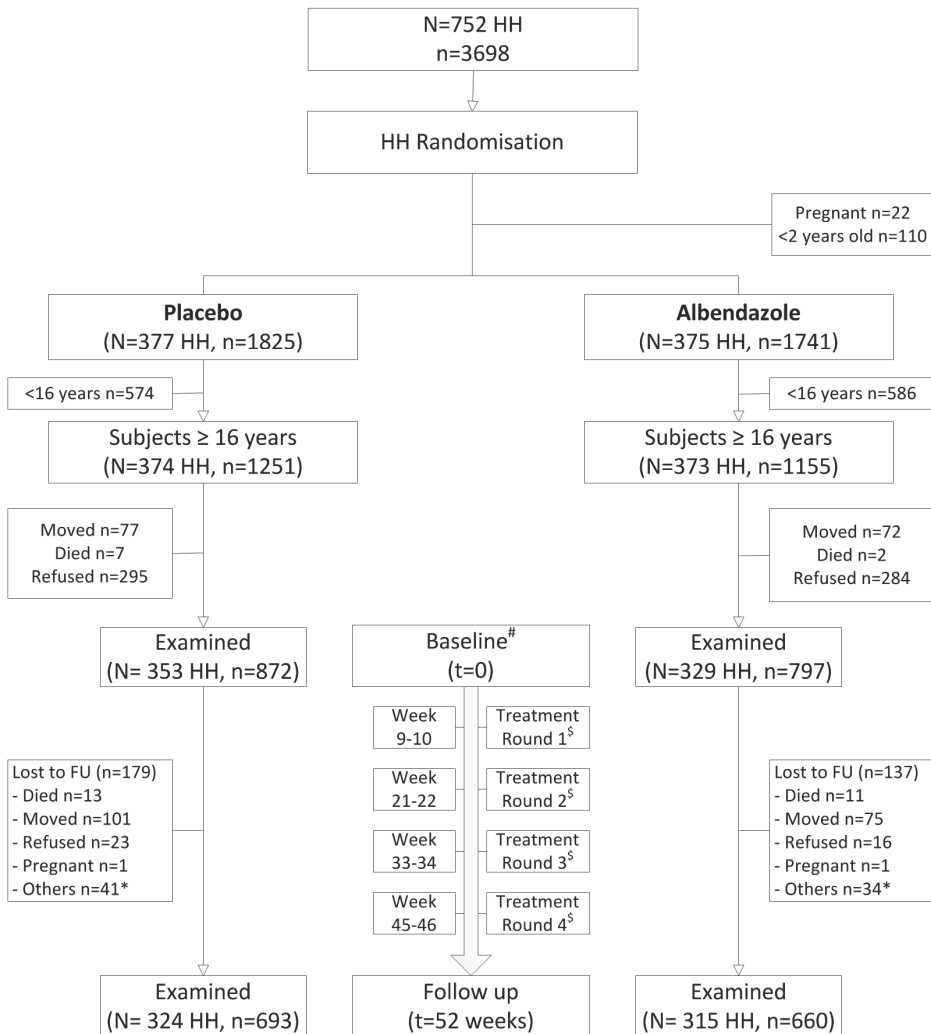 N=752 HH
n=3698
HH Randomisation
Pregnant n=22
<2 years old n=110
Placebo
(N=377 HH, n=1825)
Albendazole
(N=375 HH, n=1741)
<16 years n=574
<16 years n=586
Subjects ≥ 16 years
(N=374 HH, n=1251)
Subjects ≥ 16 years
(N=373 HH, n=1155)
Moved n=77
Died n=7
Refused n=295
Moved n=72
Died n=2
Refused n=284
Examined
(N= 353 HH, n=872)
Baseline#
(t=0)
Examined
(N=329 HH, n=797)
Week
9-10
Treatment
Round 1$
Week
21-22
Treatment
Round 2$
Week
33-34
Treatment
Round 3$
Week
45-46
Treatment
Round 4$
Lost to FU (n=179)
- Died n=13
- Moved n=101
- Refused n=23
- Pregnant n=1
- Others n=41*
Lost to FU (n=137)
- Died n=11
- Moved n=75
- Refused n=16
- Pregnant n=1
- Others n=34*
Examined
(N= 324 HH, n=693)
Follow up
(t=52 weeks)
Examined
(N= 315 HH, n=660)